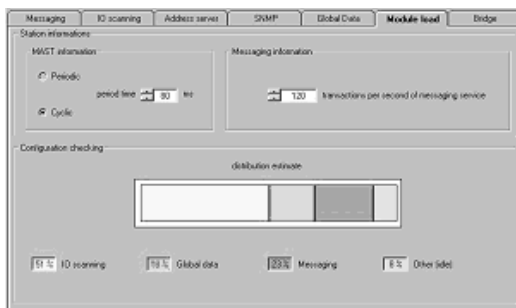 Messaging IO scanning Address server SNMP Global Data Module load Bridge
Station informations
MAST information Messaging information
Periodic
period time 80 ms 120 transactions per second of messaging service
Cyclic
Configuration checking
distribution estimate
51 % IO scanning Global data 23 % Messaging 8 % Other (idle)